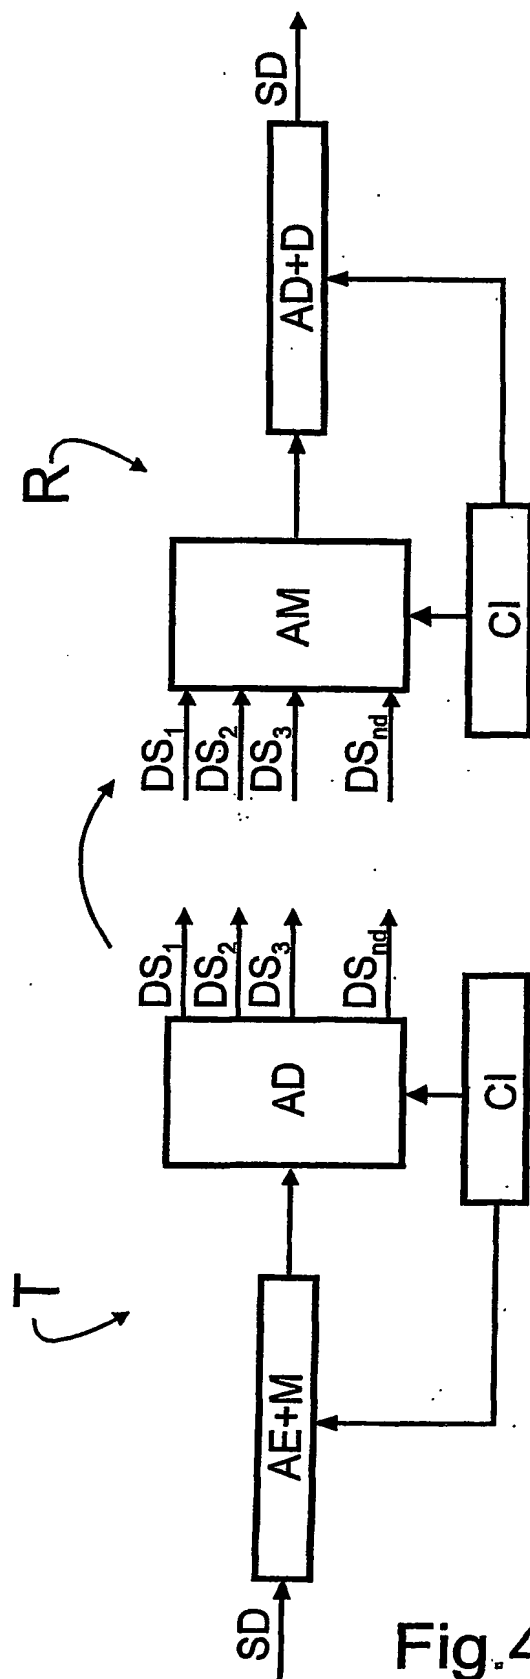 T
SD
AE+M
AD
CI
DS1
DS2
DS3
DSnd
R
DS1
DS2
DS3
DSnd
AM
CI
AD+D
SD
Fig.4